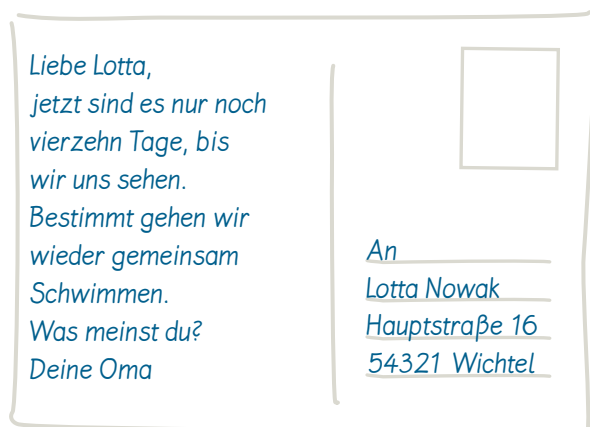 Liebe Lotta,
jetzt sind es nur noch
vierzehn Tage, bis
wir uns sehen.
Bestimmt gehen wir
wieder gemeinsam
Schwimmen.
Was meinst du?
Deine Oma
An
Lotta Nowak
Hauptstraße 16
54321 Wichtel